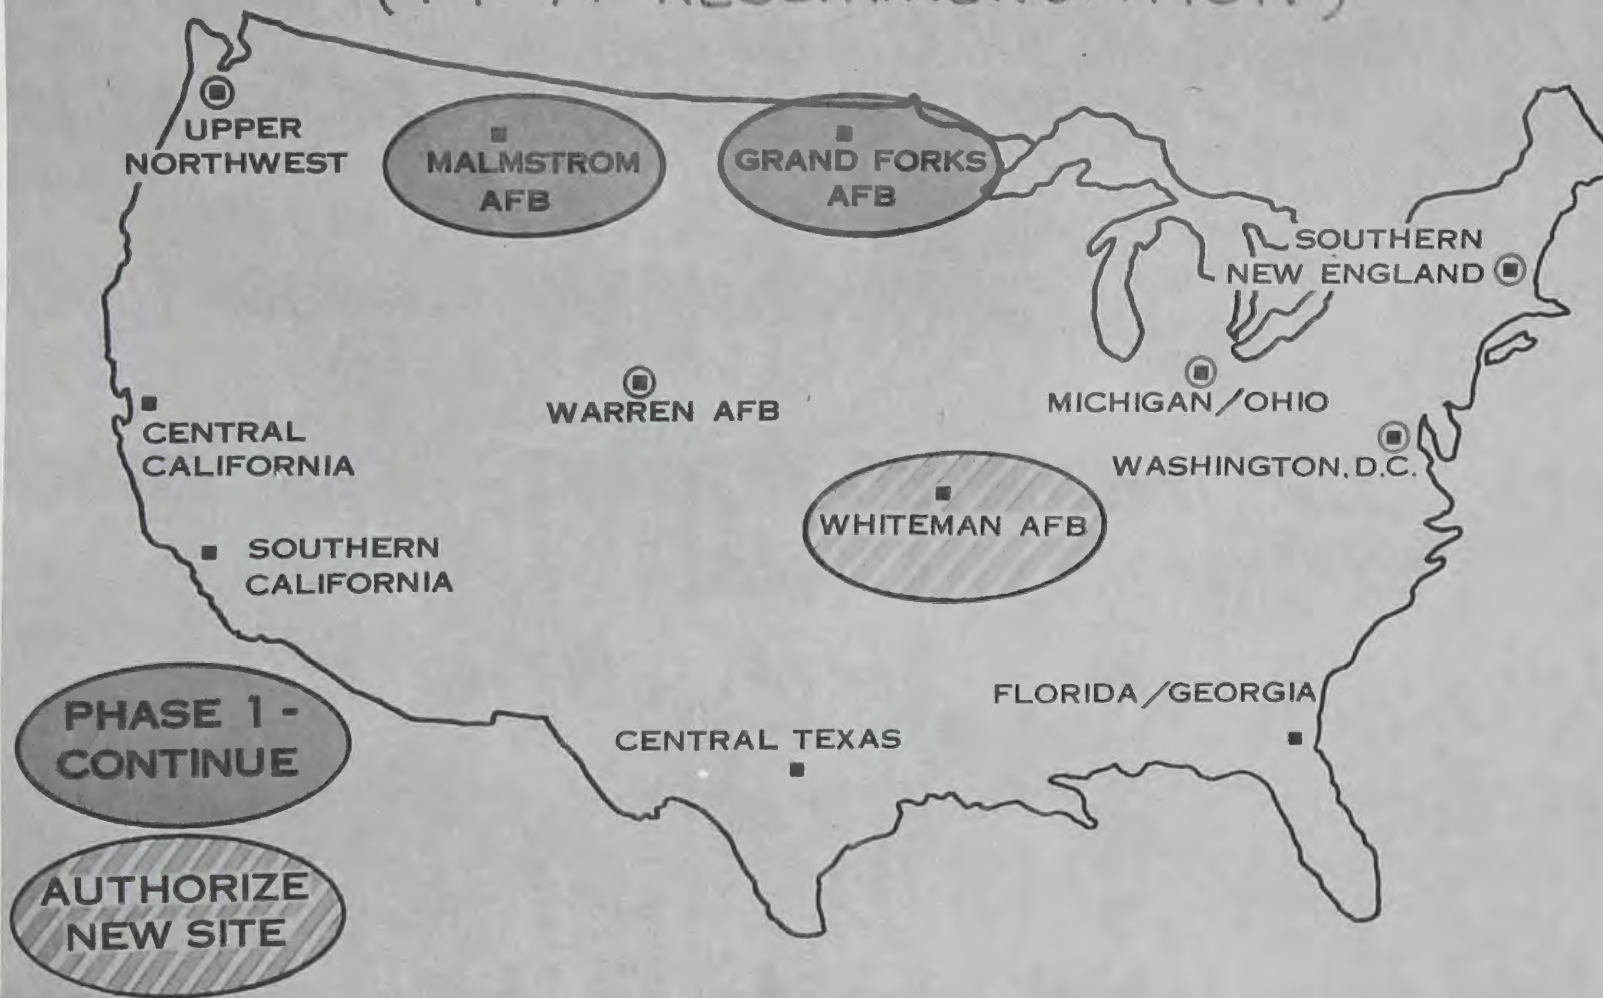 RECOMMENDATION)
UPPER
NORTHWEST
MALMSTROM
AFB
GRAND FORKS
AFB
SOUTHERN
NEW ENGLAND
WARREN AFB
MICHIGAN/OHIO
CENTRAL
CALIFORNIA
WASHINGTON, D.C.
WHITEMAN AFB
SOUTHERN
CALIFORNIA
FLORIDA/GEORGIA
CENTRAL TEXAS
PHASE 1 -
CONTINUE
AUTHORIZE
NEW SITE